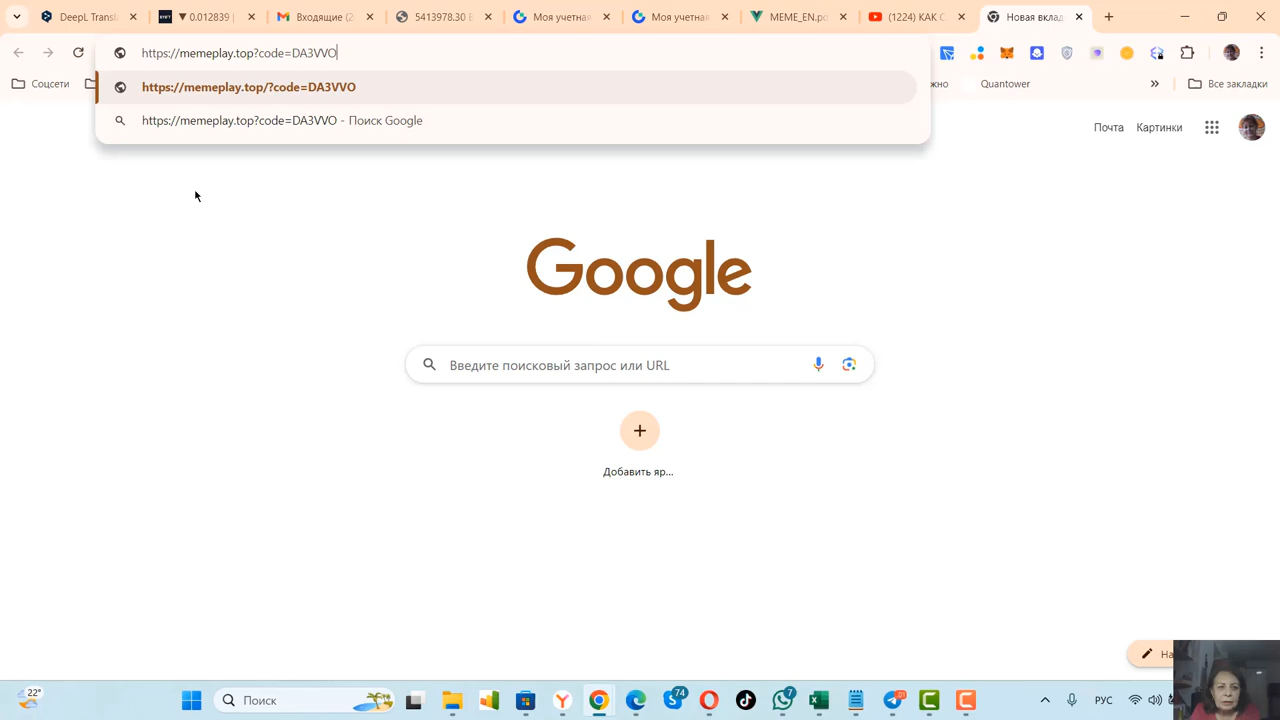 DeepL Transl
▼ 0.012839 |
Входящие (2
5413978.30 E
Моя учетная
Моя учетная
MEME_EN.po
(1224) КАК С
Новая вклад
https://memeplay.top?code=DA3VVO
https://memeplay.top/?code=DA3VVO
https://memeplay.top?code=DA3VVO - Поиск Google
Соцсети
жно
Quantower
»
Все закладки
Почта
Картинки
Google
Введите поисковый запрос или URL
Добавить яр...
На
22°
Поиск
74
7
РУС